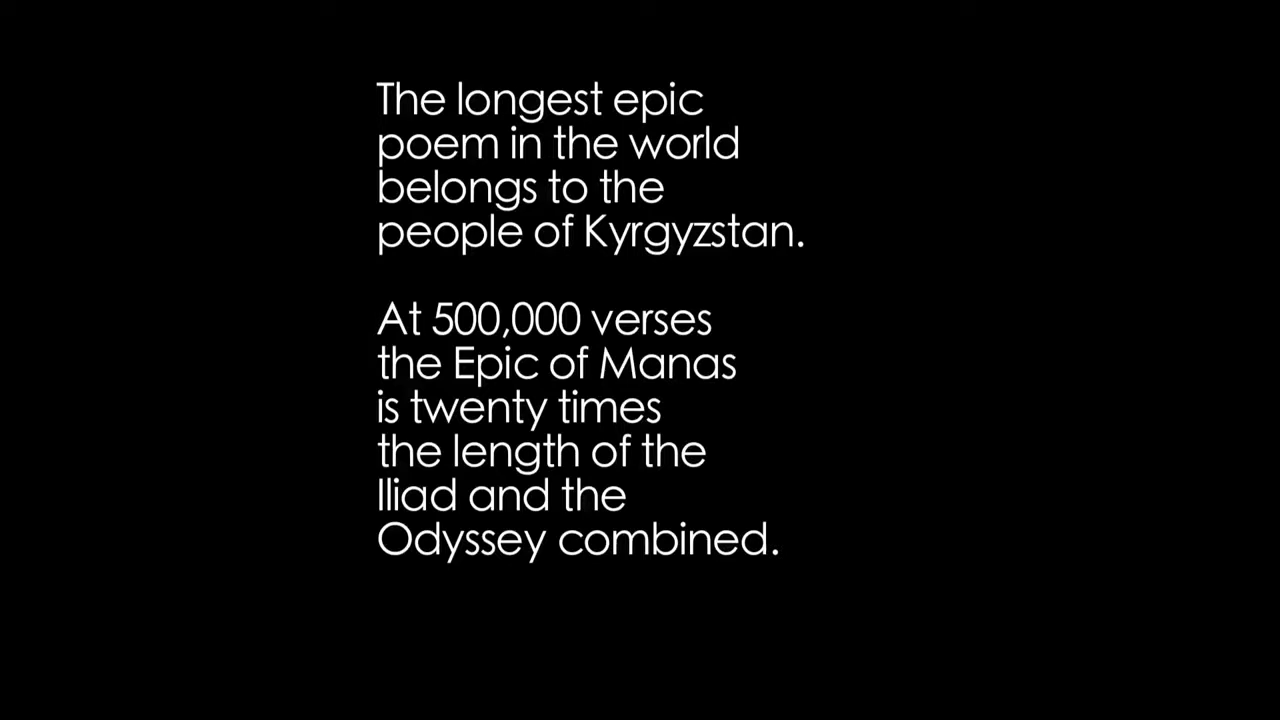 The longest epic
poem in the world
belongs to the
people of Kyrgyzstan.
At 500,000 verses
the Epic of Manas
is twenty times
the length of the
Iliad and the
Odyssey combined.